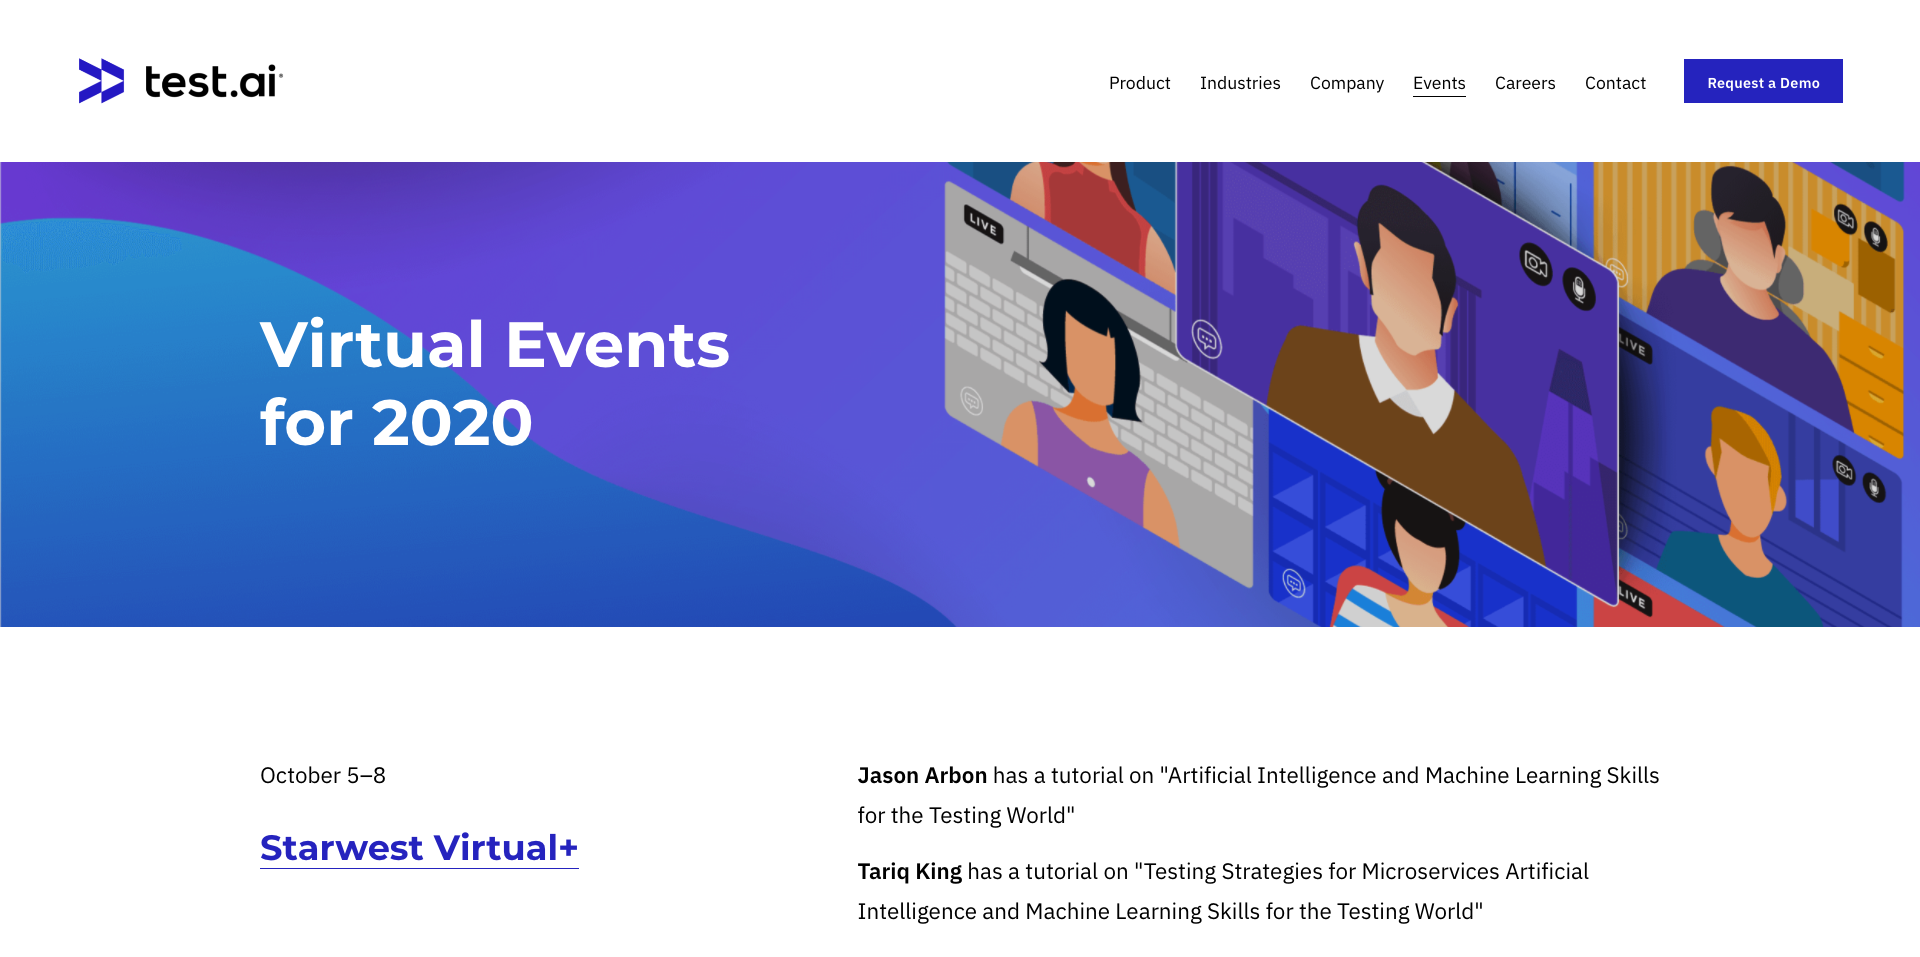 test.ai
Product Industries Company Events Careers Contact Request a Demo
LIVE
LIVE
LIVE
Virtual Events
for 2020
October 5–8
Starwest Virtual+
Jason Arbon has a tutorial on "Artificial Intelligence and Machine Learning Skills
for the Testing World"
Tariq King has a tutorial on "Testing Strategies for Microservices Artificial
Intelligence and Machine Learning Skills for the Testing World"